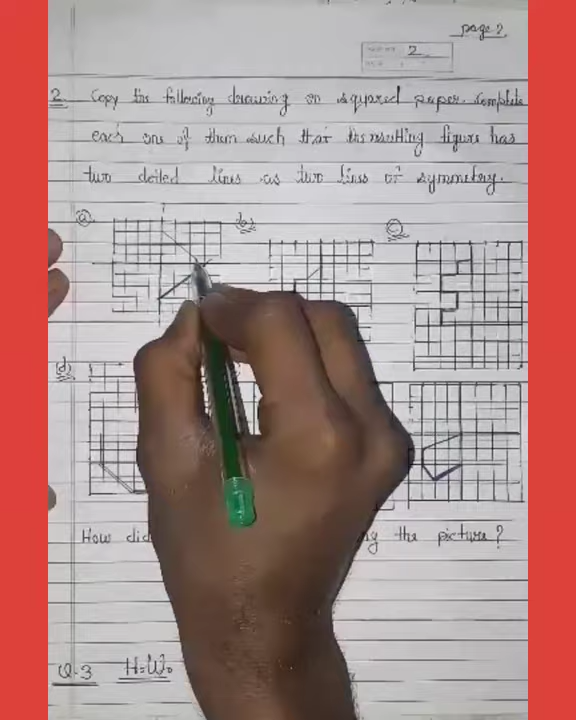 page 2
2
2 Copy the following drawing on squared paper. Complete
each one of them such that the resulting figure has
two dotted lines as two lines of symmetry.
(a) (b) (c)
(d)
How did the picture?
Q.3 H.W.